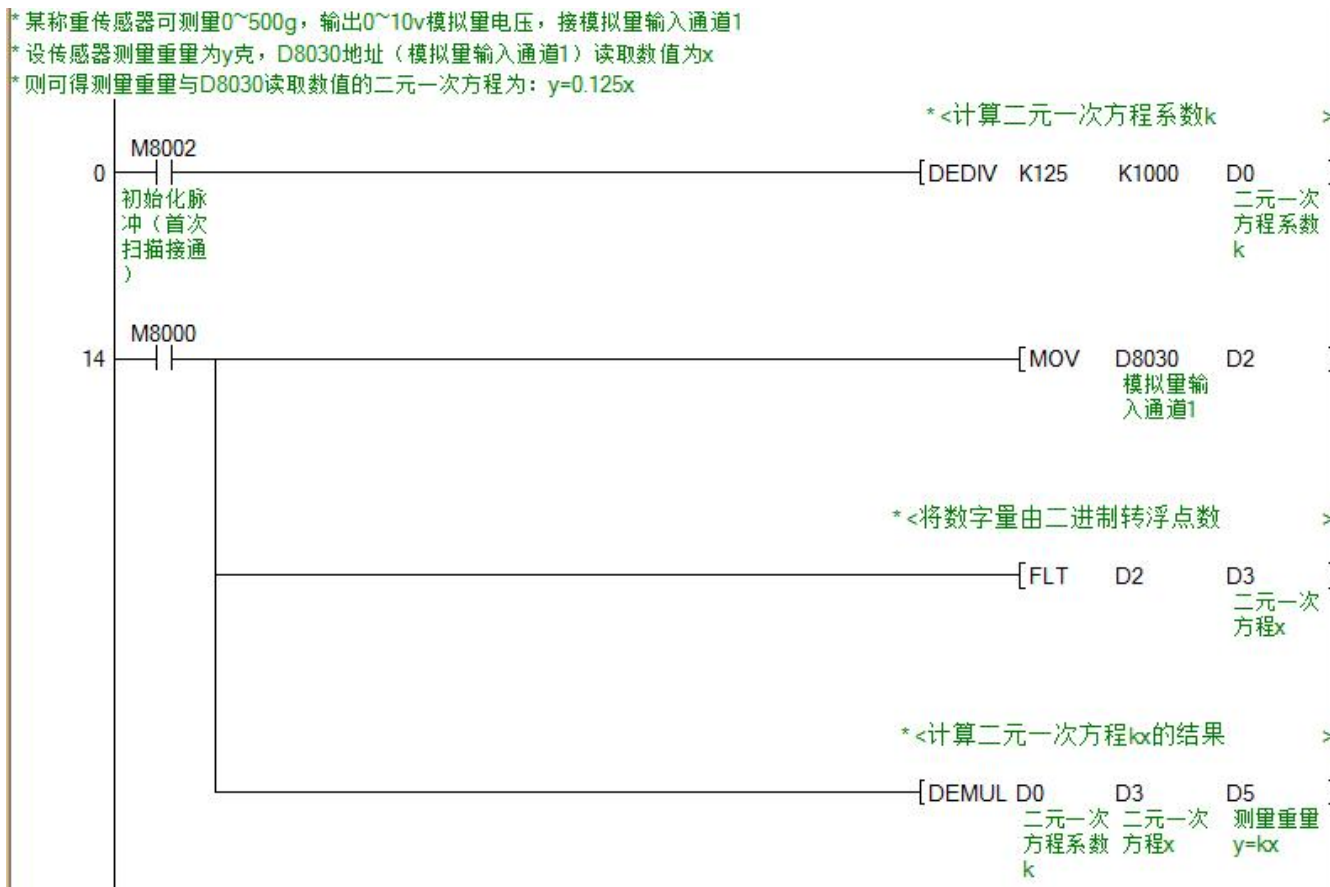 * 某称重传感器可测量0~500g，输出0~10v模拟量电压，接模拟量输入通道1
* 设传感器测量重量为y克，D8030地址（模拟量输入通道1）读取数值为x
* 则可得测量重量与D8030读取数值的二元一次方程为：y=0.125x
*<计算二元一次方程系数k >
M8002
0 [DEDIV K125 K1000 D0 ]
初始化脉 二元一次
冲（首次 方程系数
扫描接通 k
）
M8000
14 [MOV D8030 D2 ]
模拟量输
入通道1
*<将数字量由二进制转浮点数 >
[FLT D2 D3 ]
二元一次
方程x
*<计算二元一次方程kx的结果 >
[DEMUL D0 D3 D5 ]
二元一次 二元一次 测量重量
方程系数 方程x y=kx
k